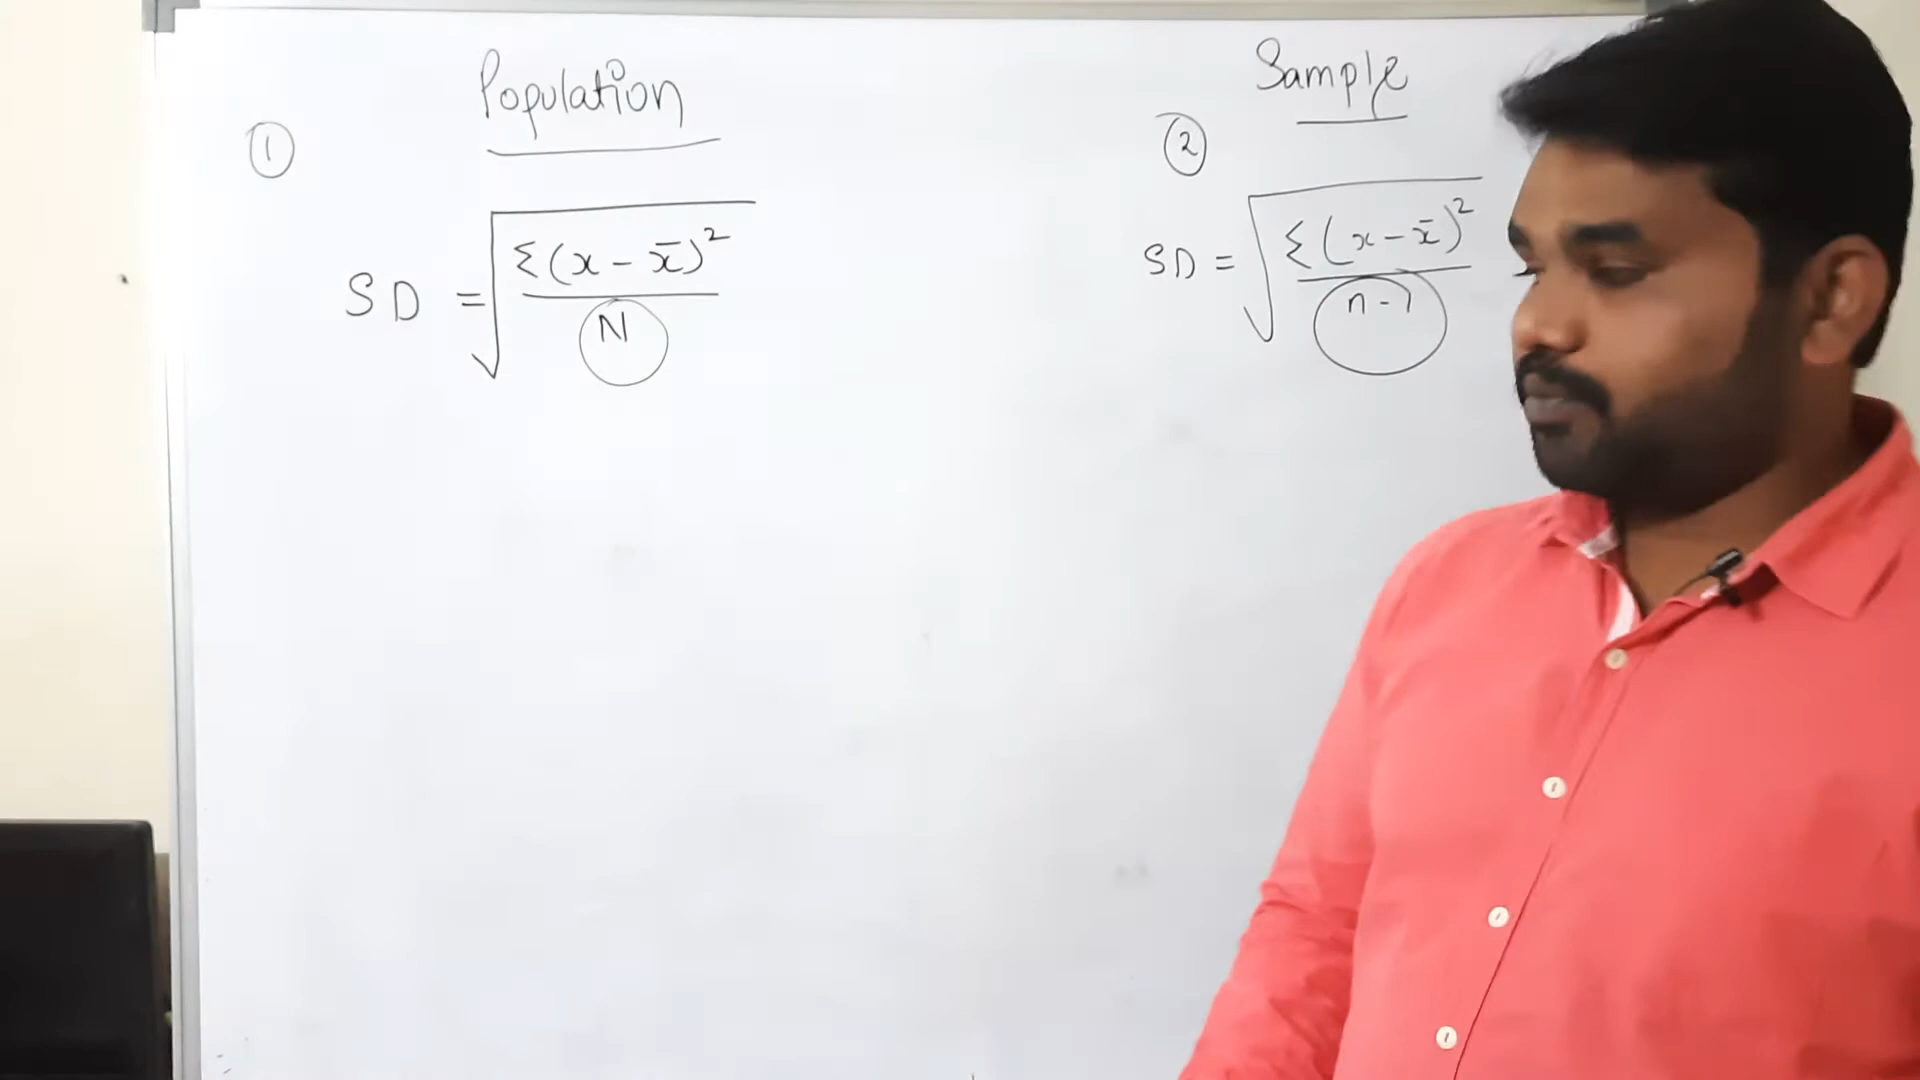 Population
①
SD = √(Σ(x - x̄)² / N)
Sample
②
SD = √(Σ(x - x̄)² / n - 1)